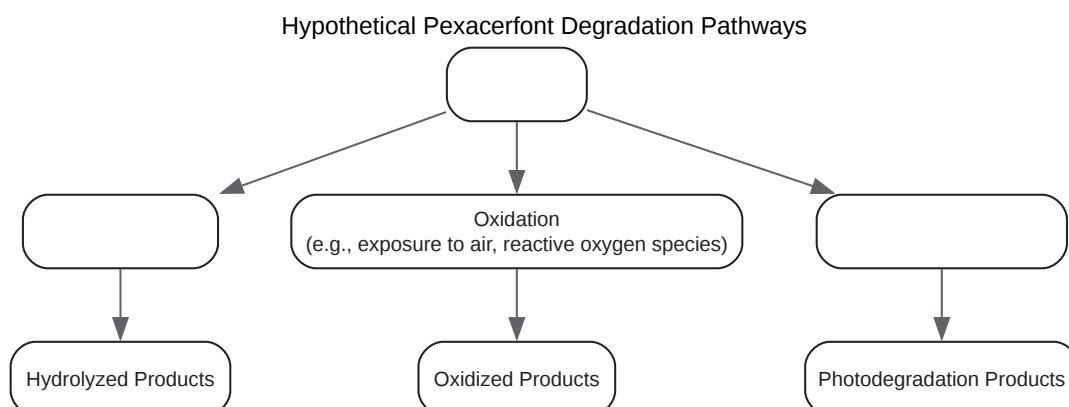 Hypothetical Pexacerfont Degradation Pathways
Oxidation
(e.g., exposure to air, reactive oxygen species)
Hydrolyzed Products
Oxidized Products
Photodegradation Products